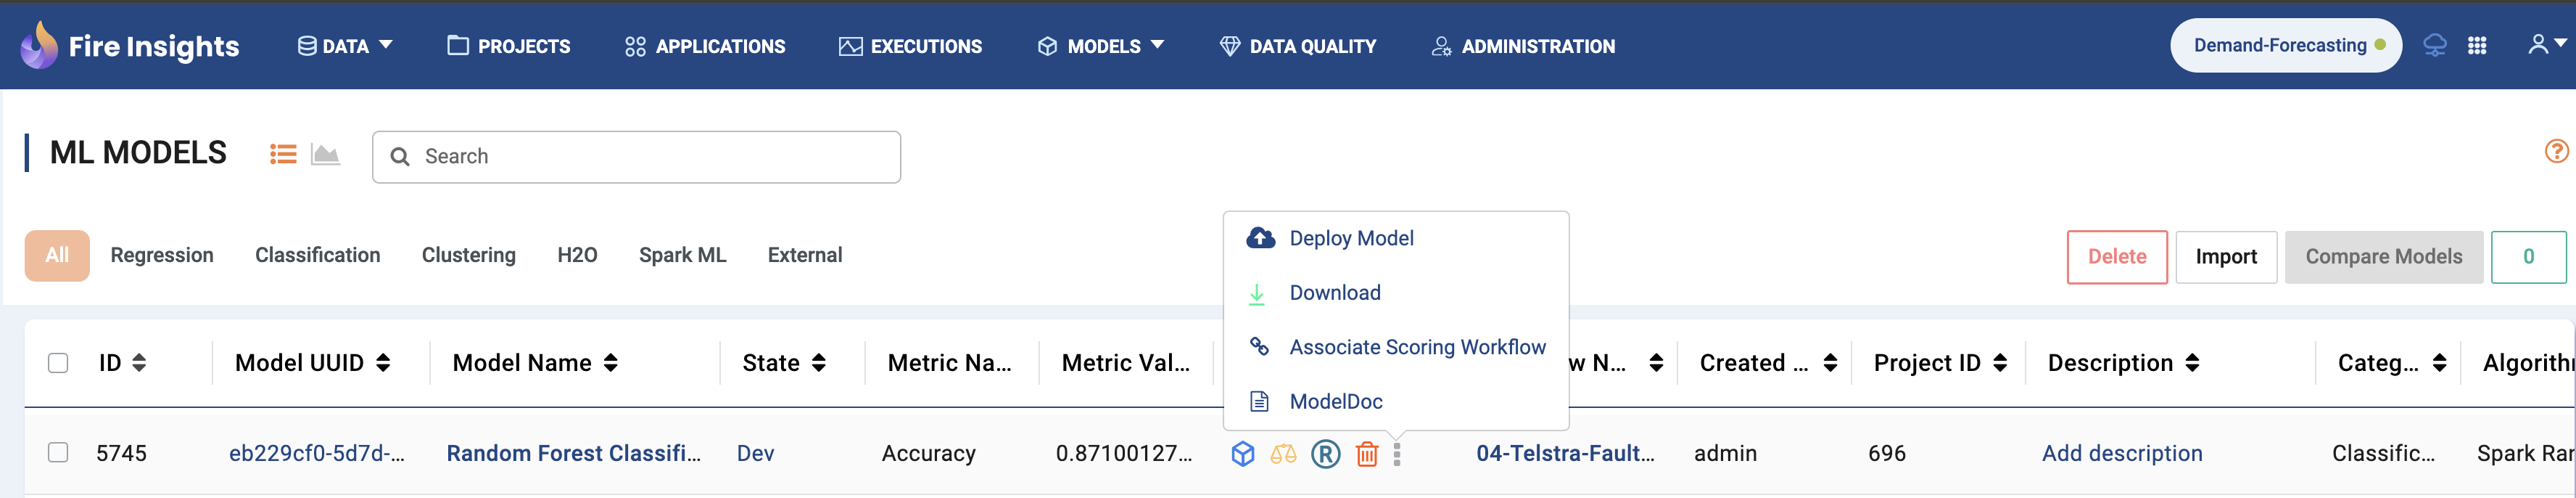 Fire Insights DATA PROJECTS APPLICATIONS EXECUTIONS MODELS DATA QUALITY ADMINISTRATION Demand-Forecasting
ML MODELS Search
All Regression Classification Clustering H2O Spark ML External
Delete Import Compare Models 0
Deploy Model
Download
Associate Scoring Workflow
ModelDoc
ID Model UUID Model Name State Metric Na... Metric Val... w N... Created ... Project ID Description Categ... Algorith
5745 eb229cf0-5d7d-... Random Forest Classifi... Dev Accuracy 0.87100127... R 04-Telstra-Fault... admin 696 Add description Classific... Spark Rar